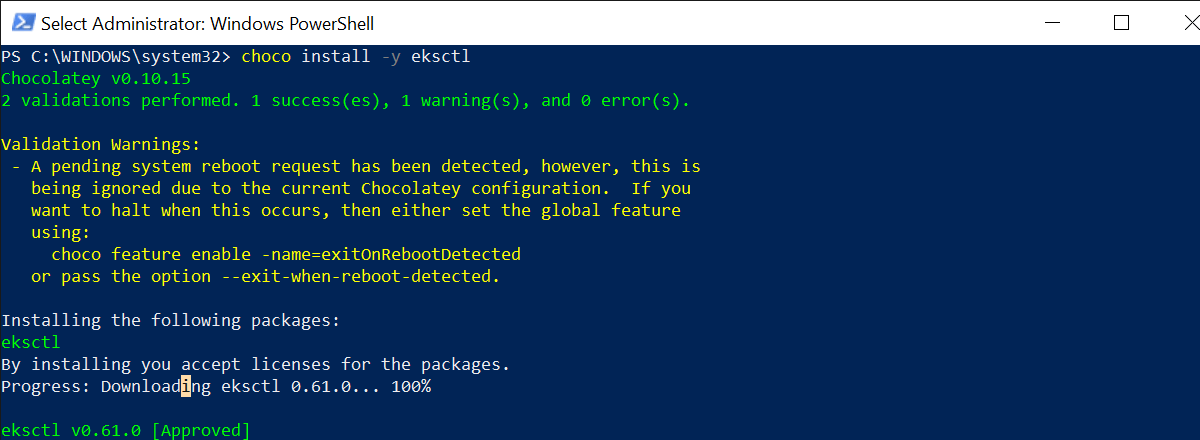 Select Administrator: Windows PowerShell
PS C:\WINDOWS\system32> choco install -y eksctl
Chocolatey v0.10.15
2 validations performed. 1 success(es), 1 warning(s), and 0 error(s).
Validation Warnings:
- A pending system reboot request has been detected, however, this is
being ignored due to the current Chocolatey configuration.  If you
want to halt when this occurs, then either set the global feature
using:
choco feature enable -name=exitOnRebootDetected
or pass the option --exit-when-reboot-detected.
Installing the following packages:
eksctl
By installing you accept licenses for the packages.
Progress: Downloading eksctl 0.61.0... 100%
eksctl v0.61.0 [Approved]